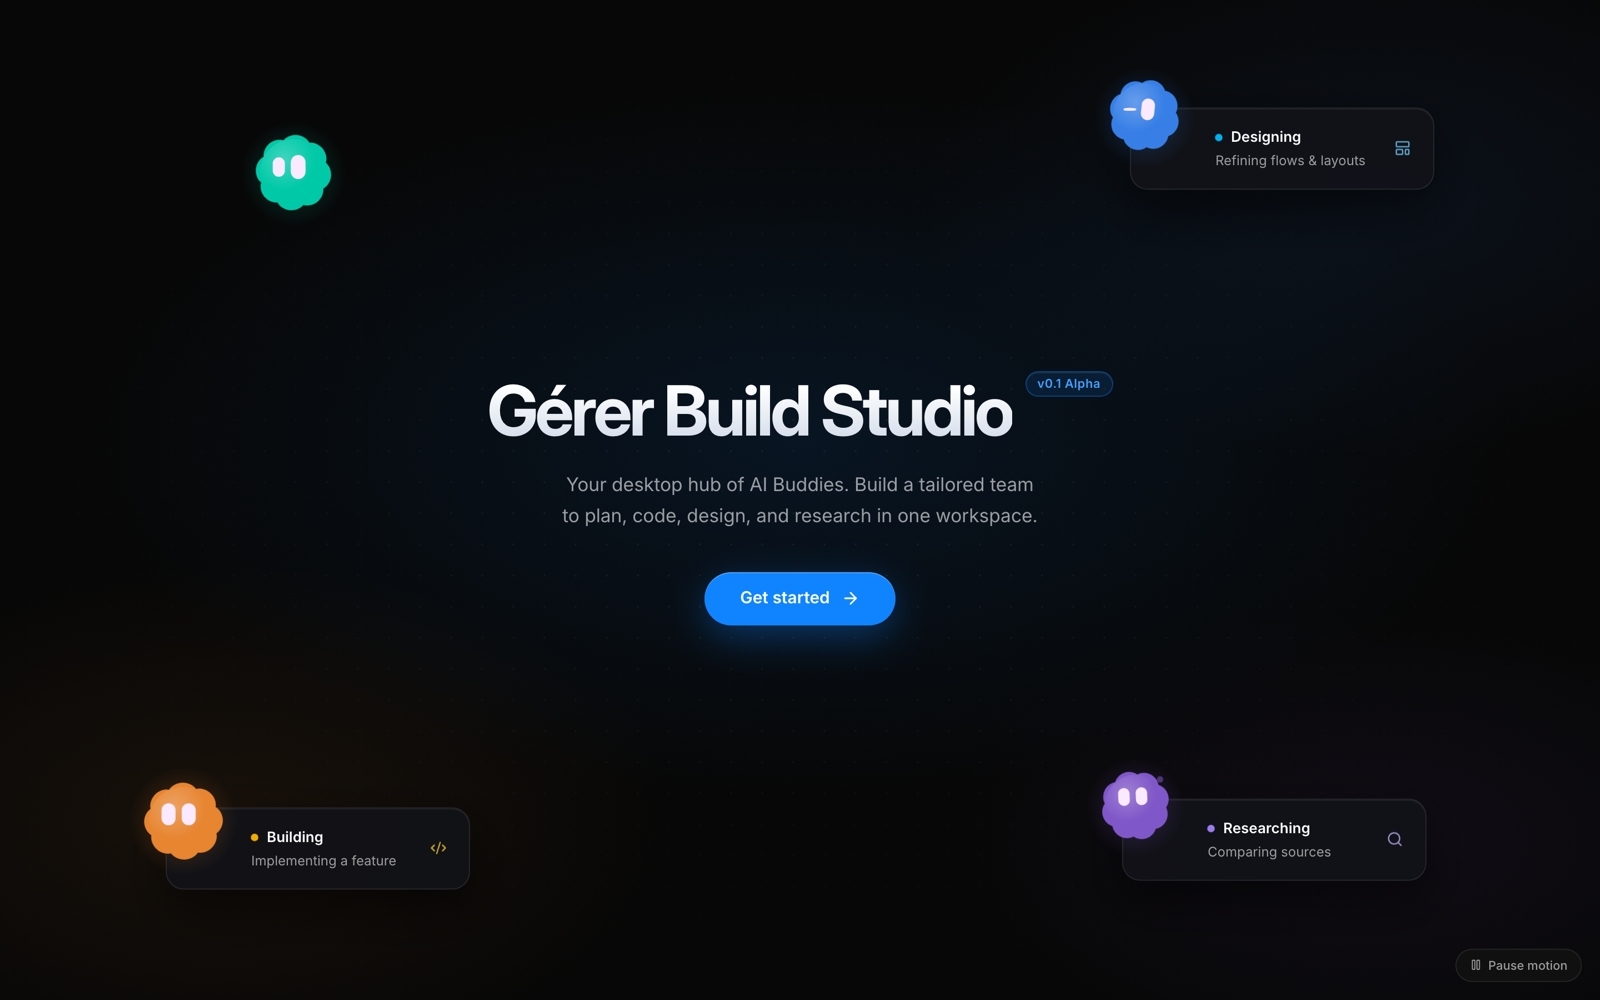 Designing
Refining flows & layouts
Gérer Build Studio
v0.1 Alpha
Your desktop hub of AI Buddies. Build a tailored team
to plan, code, design, and research in one workspace.
Get started
Building
Implementing a feature
Researching
Comparing sources
Pause motion